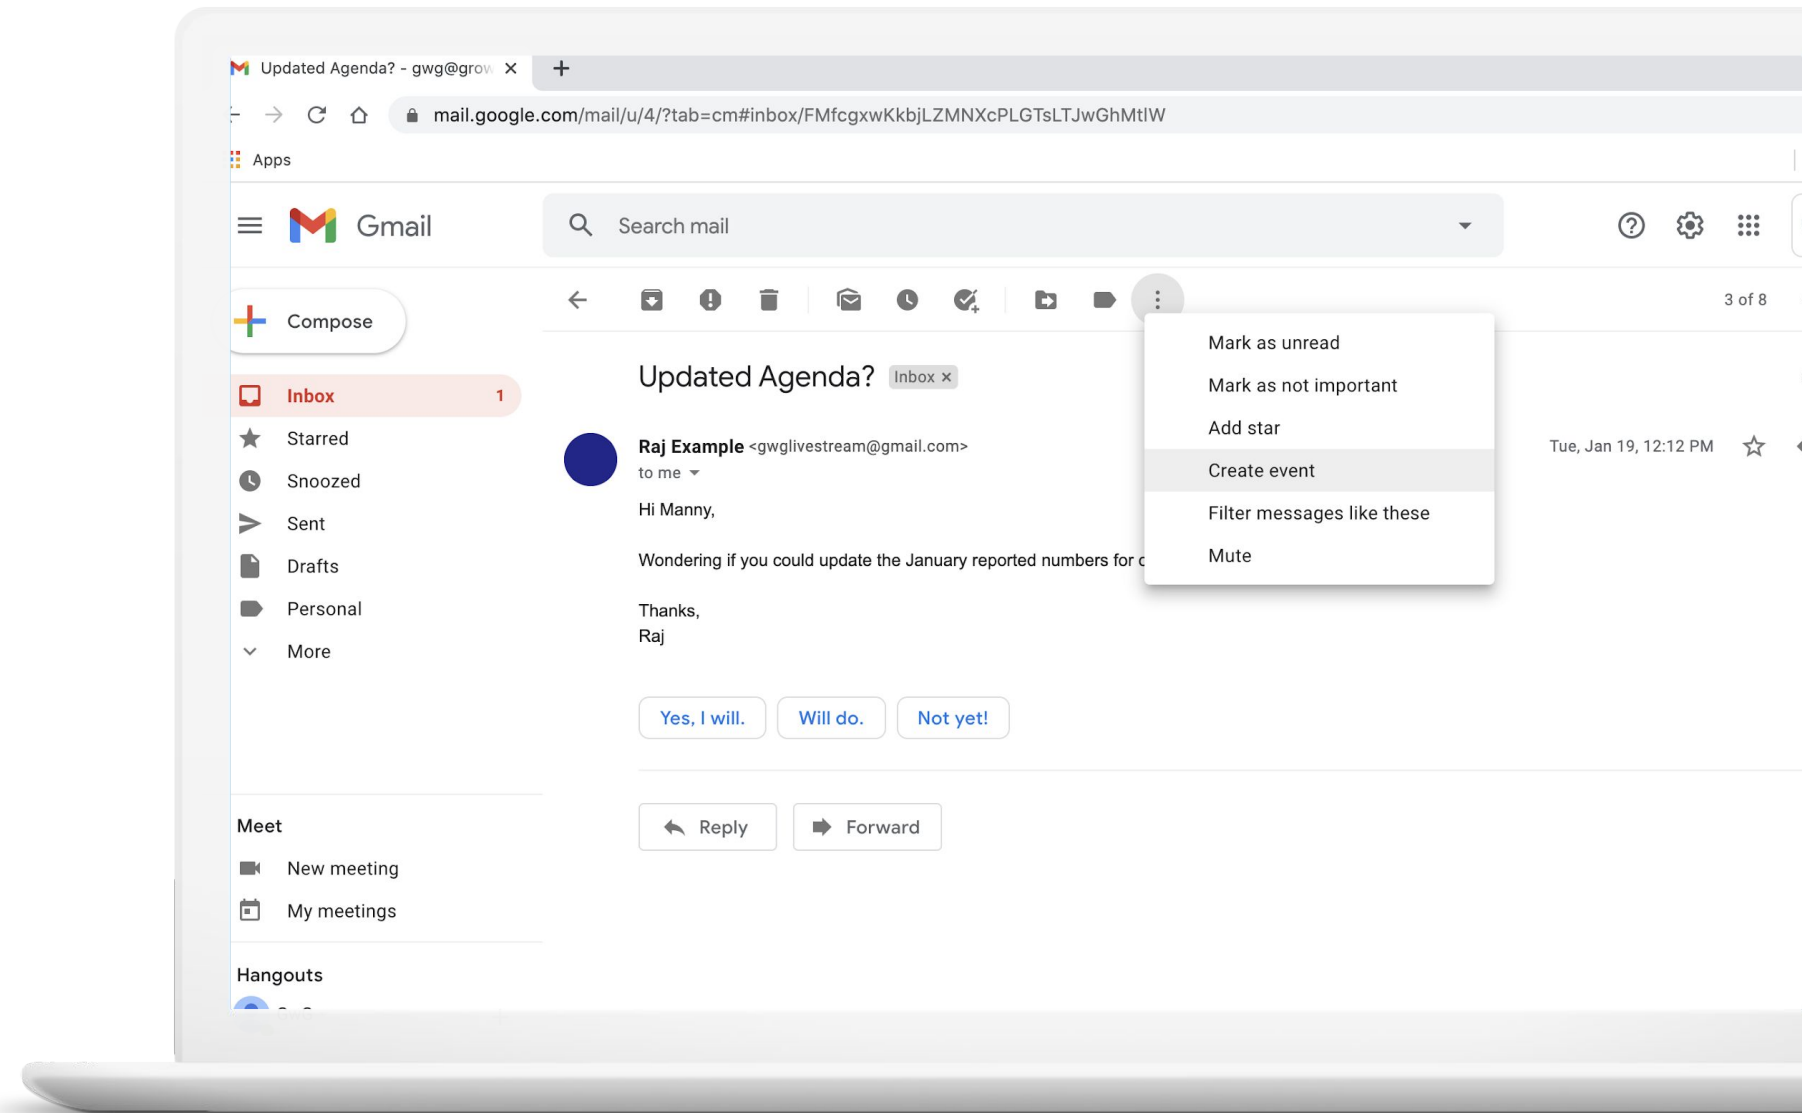 Updated Agenda? - gwg@grow
mail.google.com/mail/u/4/?tab=cm#inbox/FMfcgxwKkbjLZMNXcPLGTsLTJwGhMtlW
Apps
Gmail
Search mail
Compose
3 of 8
Inbox 1
Starred
Snoozed
Sent
Drafts
Personal
More
Updated Agenda? Inbox
Raj Example <gwglivestream@gmail.com>
Tue, Jan 19, 12:12 PM
to me
Hi Manny,
Wondering if you could update the January reported numbers for
Thanks,
Raj
Mark as unread
Mark as not important
Add star
Create event
Filter messages like these
Mute
Yes, I will. Will do. Not yet!
Reply Forward
Meet
New meeting
My meetings
Hangouts